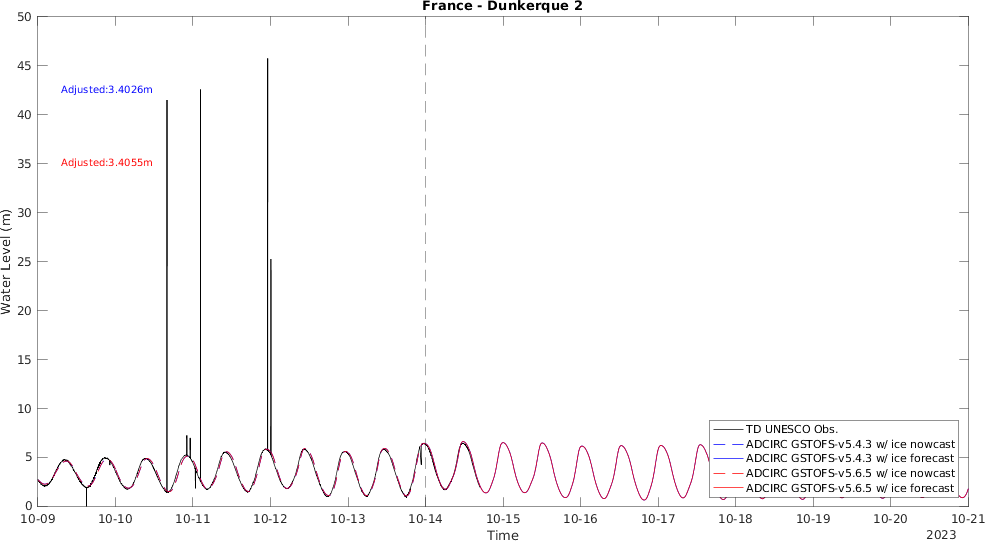 France - Dunkerque 2
50
45
40
35
30
25
20
15
10
5
0
Water Level (m)
Adjusted:3.4026m
Adjusted:3.4055m
TD UNESCO Obs.
ADCIRC GSTOFS-v5.4.3 w/ ice nowcast
ADCIRC GSTOFS-v5.4.3 w/ ice forecast
ADCIRC GSTOFS-v5.6.5 w/ ice nowcast
ADCIRC GSTOFS-v5.6.5 w/ ice forecast
10-09 10-10 10-11 10-12 10-13 10-14 10-15 10-16 10-17 10-18 10-19 10-20 10-21
Time
2023